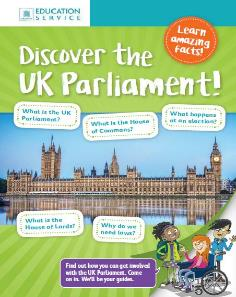 EDUCATION
SERVICE
Learn
amazing
facts!
Discover the
UK Parliament!
What is the UK
Parliament?
What is the House
of Commons?
What happens
at an election?
What is the
House of Lords?
Why do we
need laws?
Find out how you can get involved
with the UK Parliament. Come
on in. We'll be your guides.